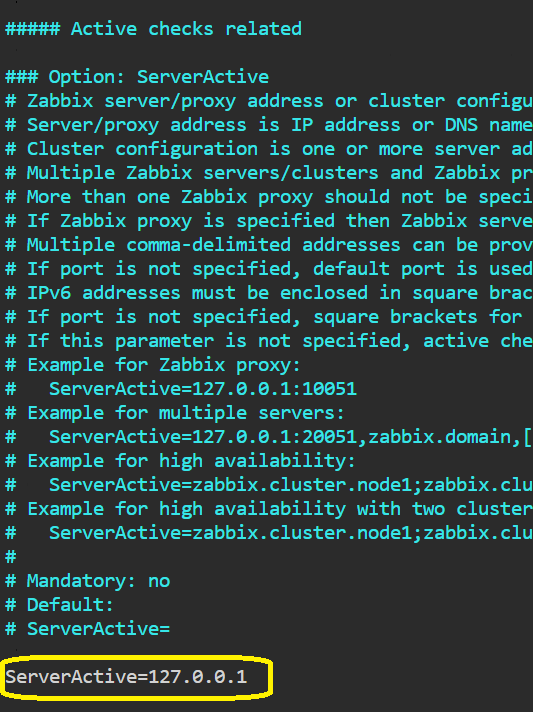 ##### Active checks related
### Option: ServerActive
# Zabbix server/proxy address or cluster configu
# Server/proxy address is IP address or DNS name
# Cluster configuration is one or more server ad
# Multiple Zabbix servers/clusters and Zabbix pr
# More than one Zabbix proxy should not be speci
# If Zabbix proxy is specified then Zabbix serve
# Multiple comma-delimited addresses can be prov
# If port is not specified, default port is used
# IPv6 addresses must be enclosed in square brac
# If port is not specified, square brackets for
# If this parameter is not specified, active che
# Example for Zabbix proxy:
#   ServerActive=127.0.0.1:10051
# Example for multiple servers:
#   ServerActive=127.0.0.1:20051,zabbix.domain,[
# Example for high availability:
#   ServerActive=zabbix.cluster.node1;zabbix.clu
# Example for high availability with two cluster
#   ServerActive=zabbix.cluster.node1;zabbix.clu
#
# Mandatory: no
# Default:
# ServerActive=
ServerActive=127.0.0.1